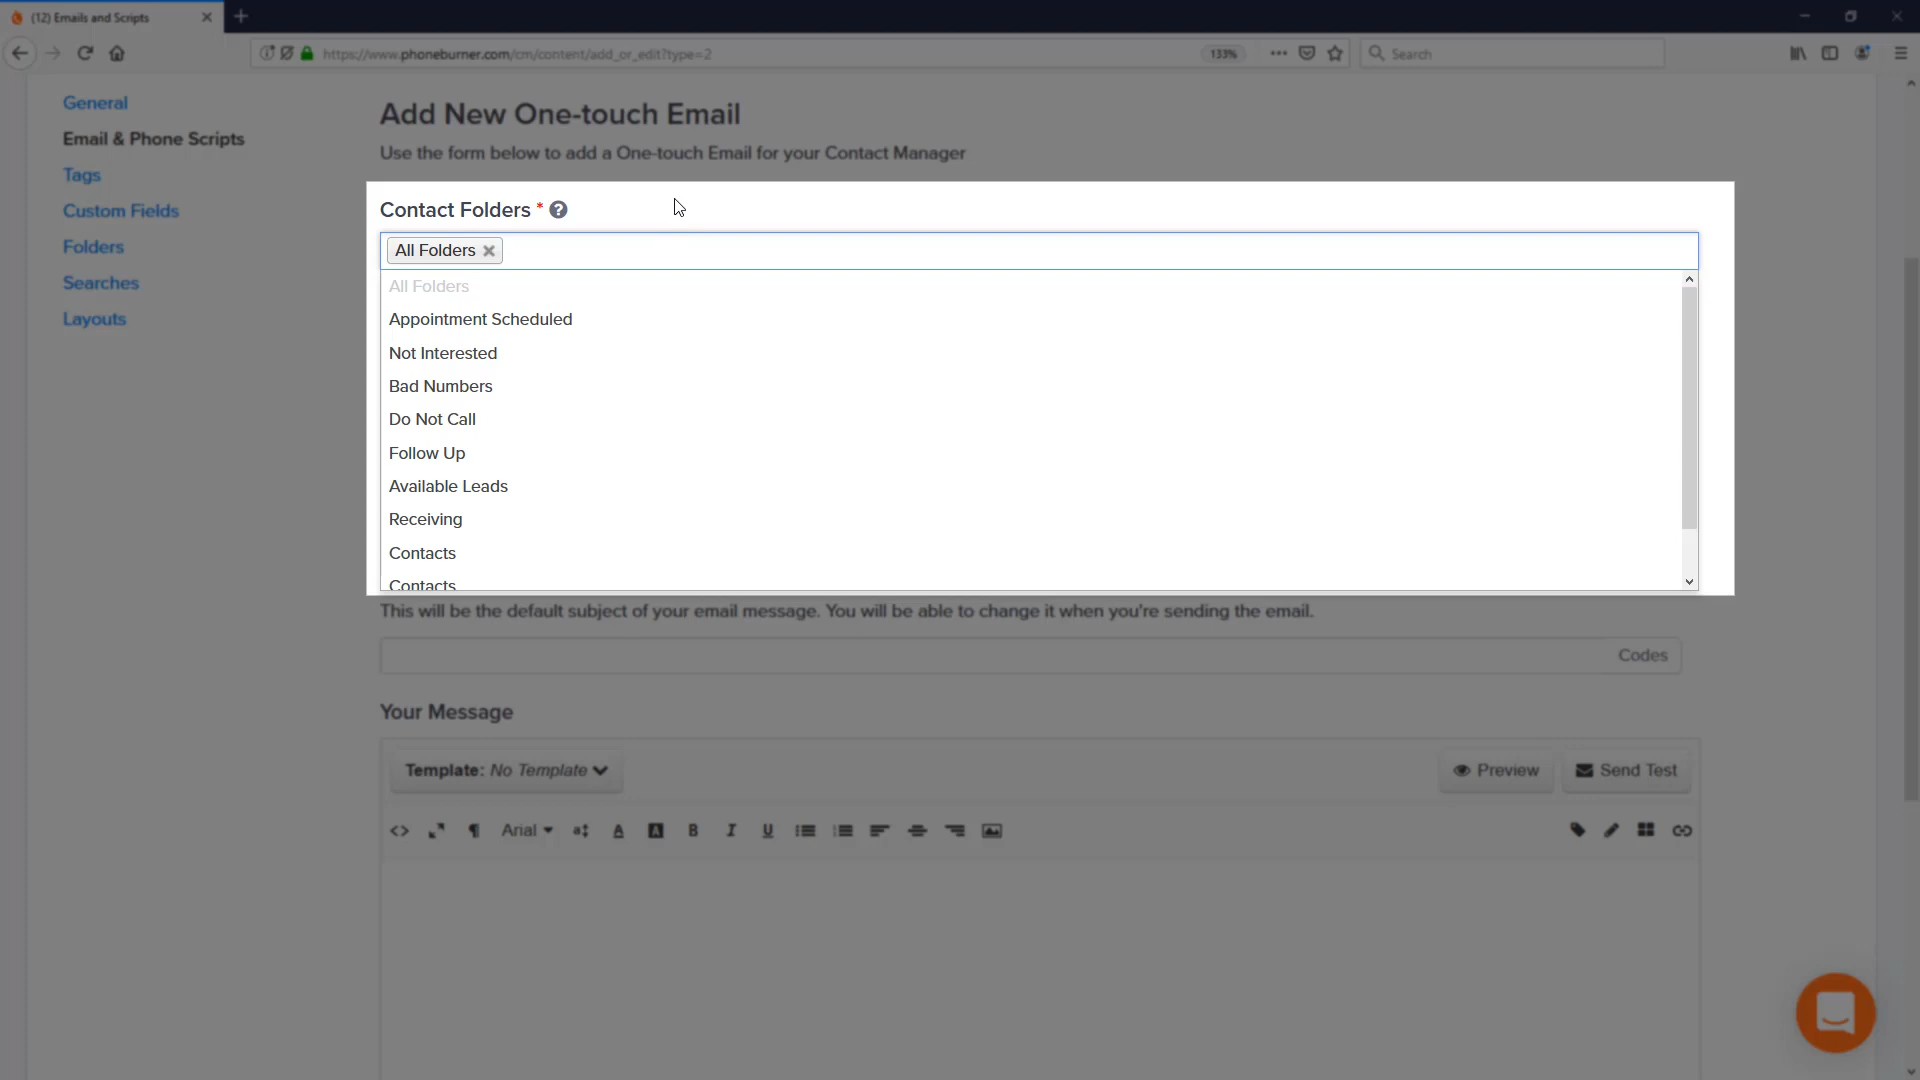 (12) Emails and Scripts
https://www.phoneburner.com/cm/content/add_or_edit?type=2
133%
Search
General
Email & Phone Scripts
Tags
Custom Fields
Folders
Searches
Layouts
Add New One-touch Email
Use the form below to add a One-touch Email for your Contact Manager
Contact Folders *
All Folders
All Folders
Appointment Scheduled
Not Interested
Bad Numbers
Do Not Call
Follow Up
Available Leads
Receiving
Contacts
Contacts
This will be the default subject of your email message. You will be able to change it when you're sending the email.
Codes
Your Message
Template: No Template
Preview
Send Test
Arial